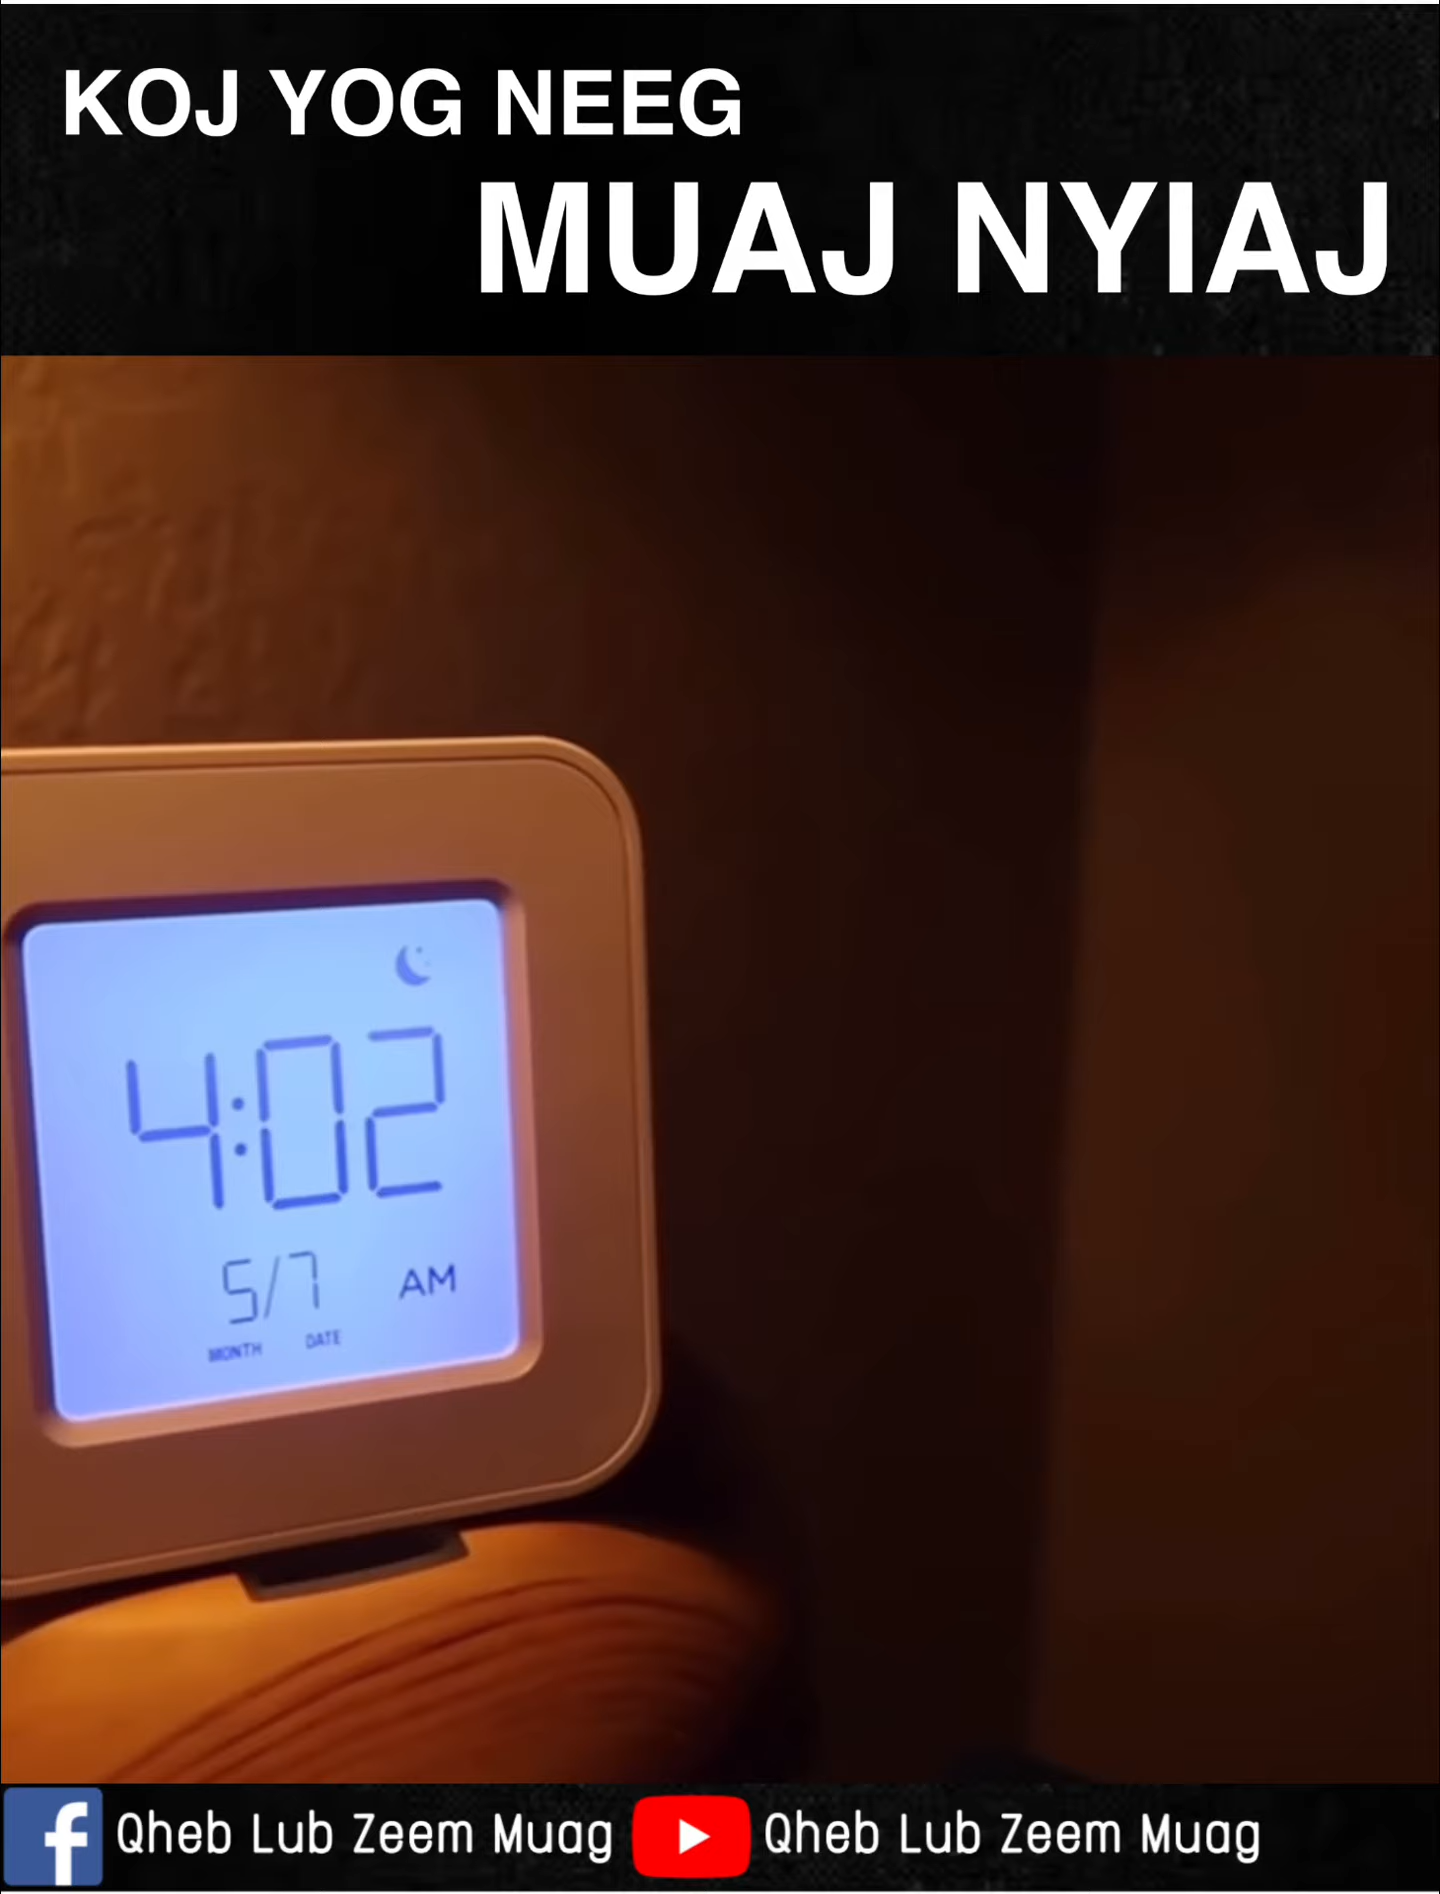 KOJ YOG NEEG
MUAJ NYIAJ
4:02
5/7 AM
MONTH DATE
f Qheb Lub Zeem Muag Qheb Lub Zeem Muag